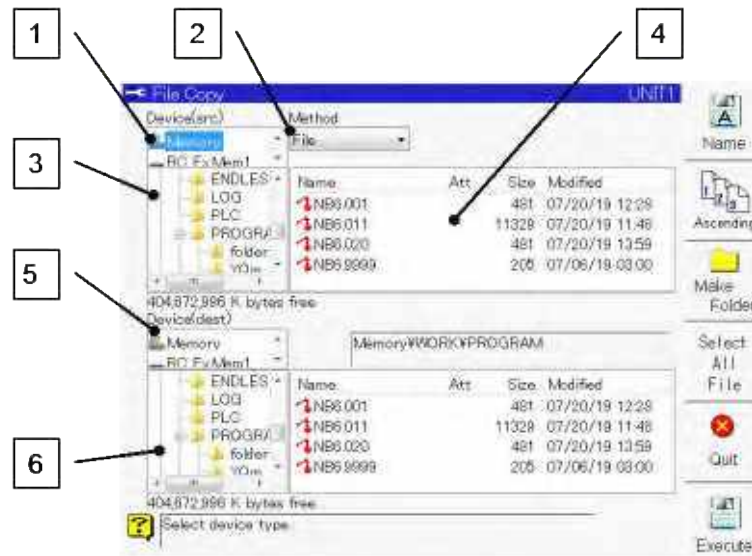 1
2
4
File Copy
UNIT1
Device(src)
Method
Memory
File
Name
3
ENDLES
LOG
PLC
PROGRA
folder
Name Att Size Modified
NB6.001 481 07/20/19 12:28
NB6.011 11329 07/20/19 11:48
NB6.020 481 07/20/19 13:59
NB6.9999 205 07/06/19 03:00
Ascending
Make
Folder
5
404,672,996 K bytes free
Device(dest)
Memory
Memory¥WORK¥PROGRAM
Select
All
File
ENDLES
LOG
PLC
PROGRA
folder
Name Att Size Modified
NB6.001 481 07/20/19 12:28
NB6.011 11329 07/20/19 11:48
NB6.020 481 07/20/19 13:59
NB6.9999 205 07/06/19 03:00
Quit
6
404,672,996 K bytes free
Select device type
Execute